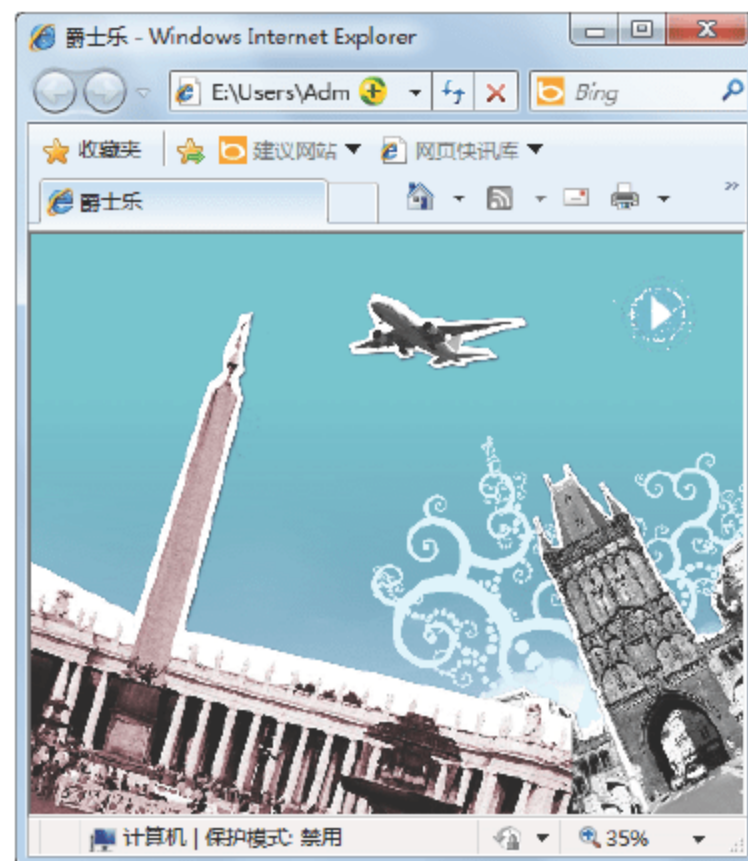 爵士乐 - Windows Internet Explorer
E:\Users\Adm
Bing
收藏夹
建议网站
网页快讯库
爵士乐
计算机 | 保护模式: 禁用
35%